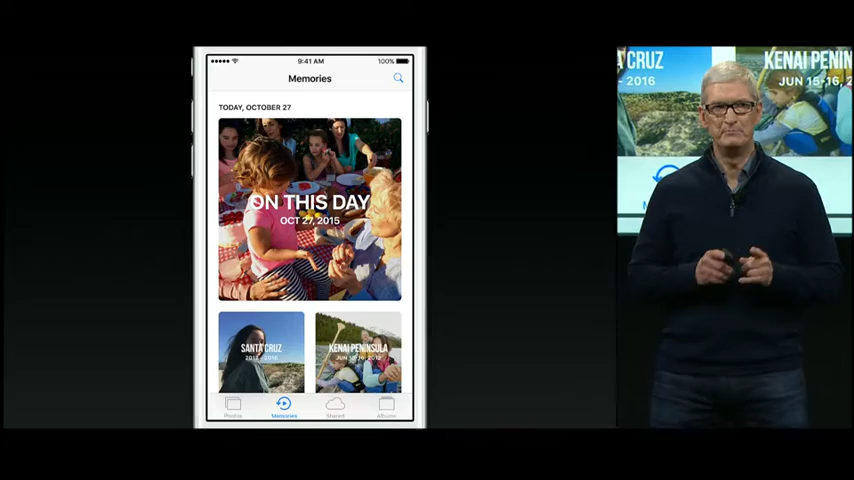 9:41 AM
100%
Memories
TODAY, OCTOBER 27
ON THIS DAY
OCT 27, 2015
SANTA CRUZ
KENAI PENINSULA
Photos
Memories
Shared
Albums
A CRUZ
- 2016
KENAI PENIN
JUN 15-16, 2